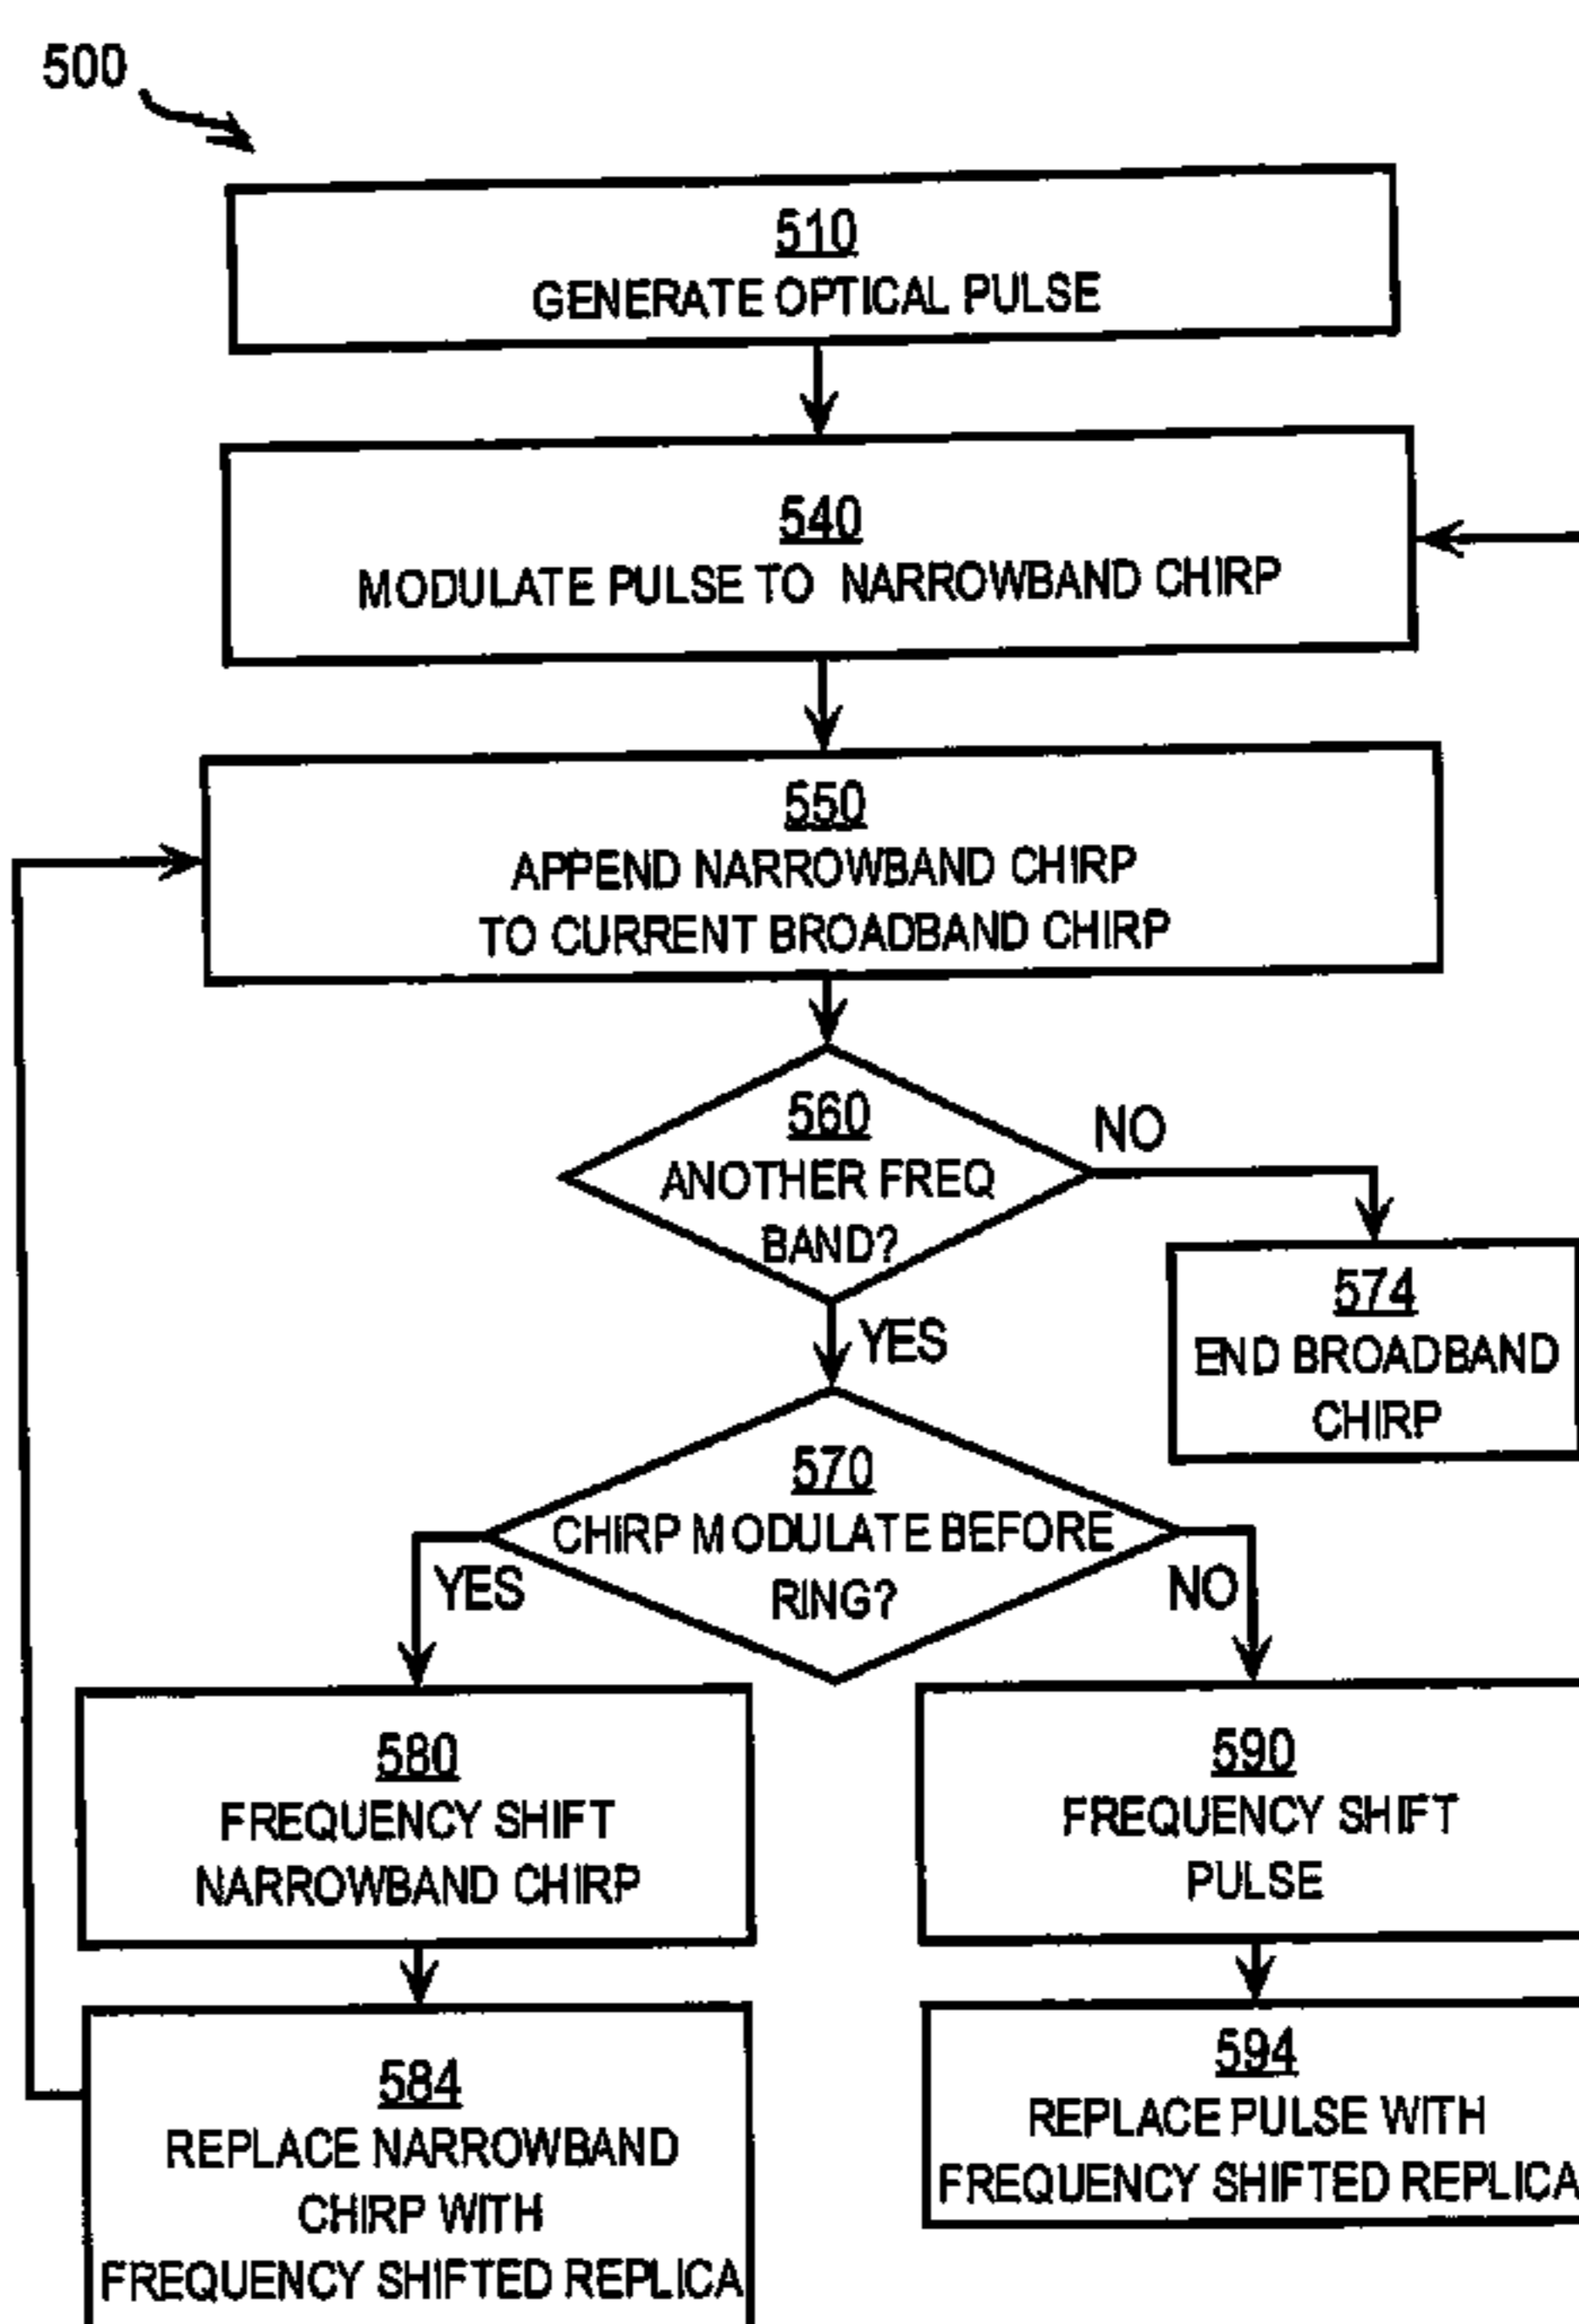 500
510
GENERATE OPTICAL PULSE
540
MODULATE PULSE TO NARROWBAND CHIRP
550
APPEND NARROWBAND CHIRP
TO CURRENT BROADBAND CHIRP
560
ANOTHER FREQ
BAND?
NO
YES
574
END BROADBAND
CHIRP
570
CHIRP MODULATE BEFORE
RING?
YES
NO
580
FREQUENCY SHIFT
NARROWBAND CHIRP
590
FREQUENCY SHIFT
PULSE
584
REPLACE NARROWBAND
CHIRP WITH
FREQUENCY SHIFTED REPLICA
594
REPLACE PULSE WITH
FREQUENCY SHIFTED REPLICA